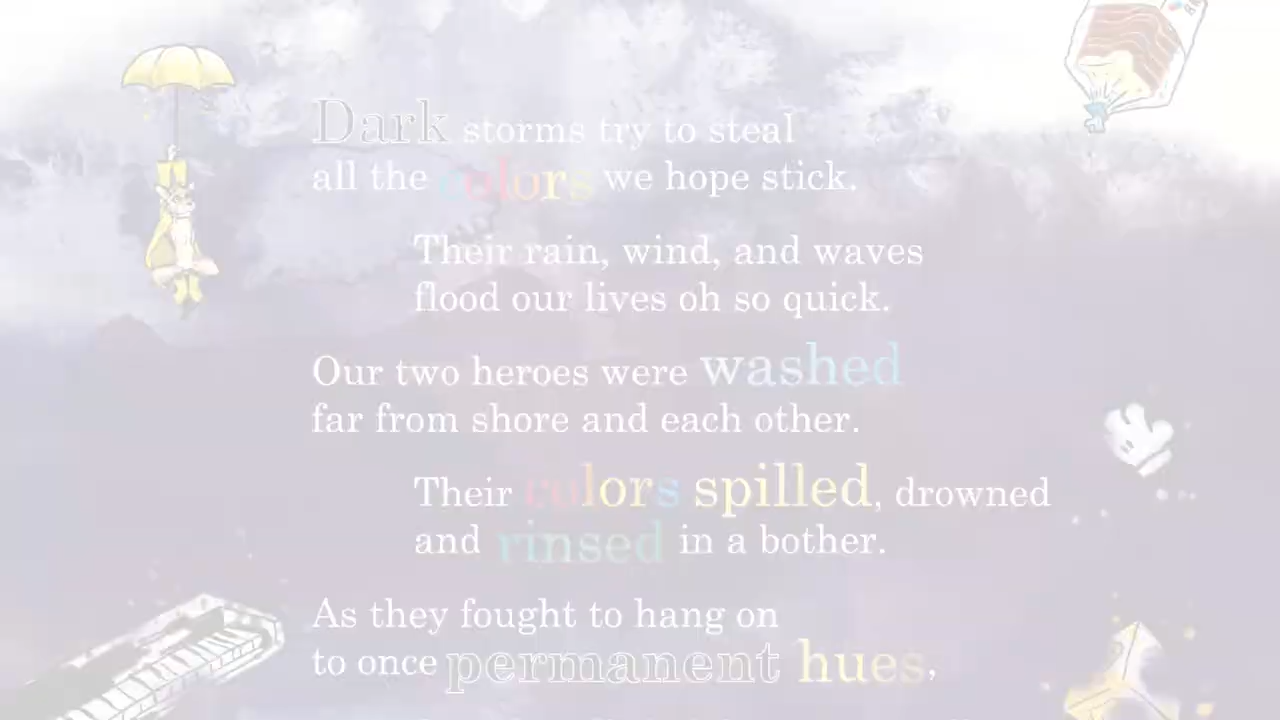 Dark storms try to steal
all the colors we hope stick.
Their rain, wind, and waves
flood our lives oh so quick.
Our two heroes were washed
far from shore and each other.
Their colors spilled, drowned
and rinsed in a bother.
As they fought to hang on
to once permanent hues,